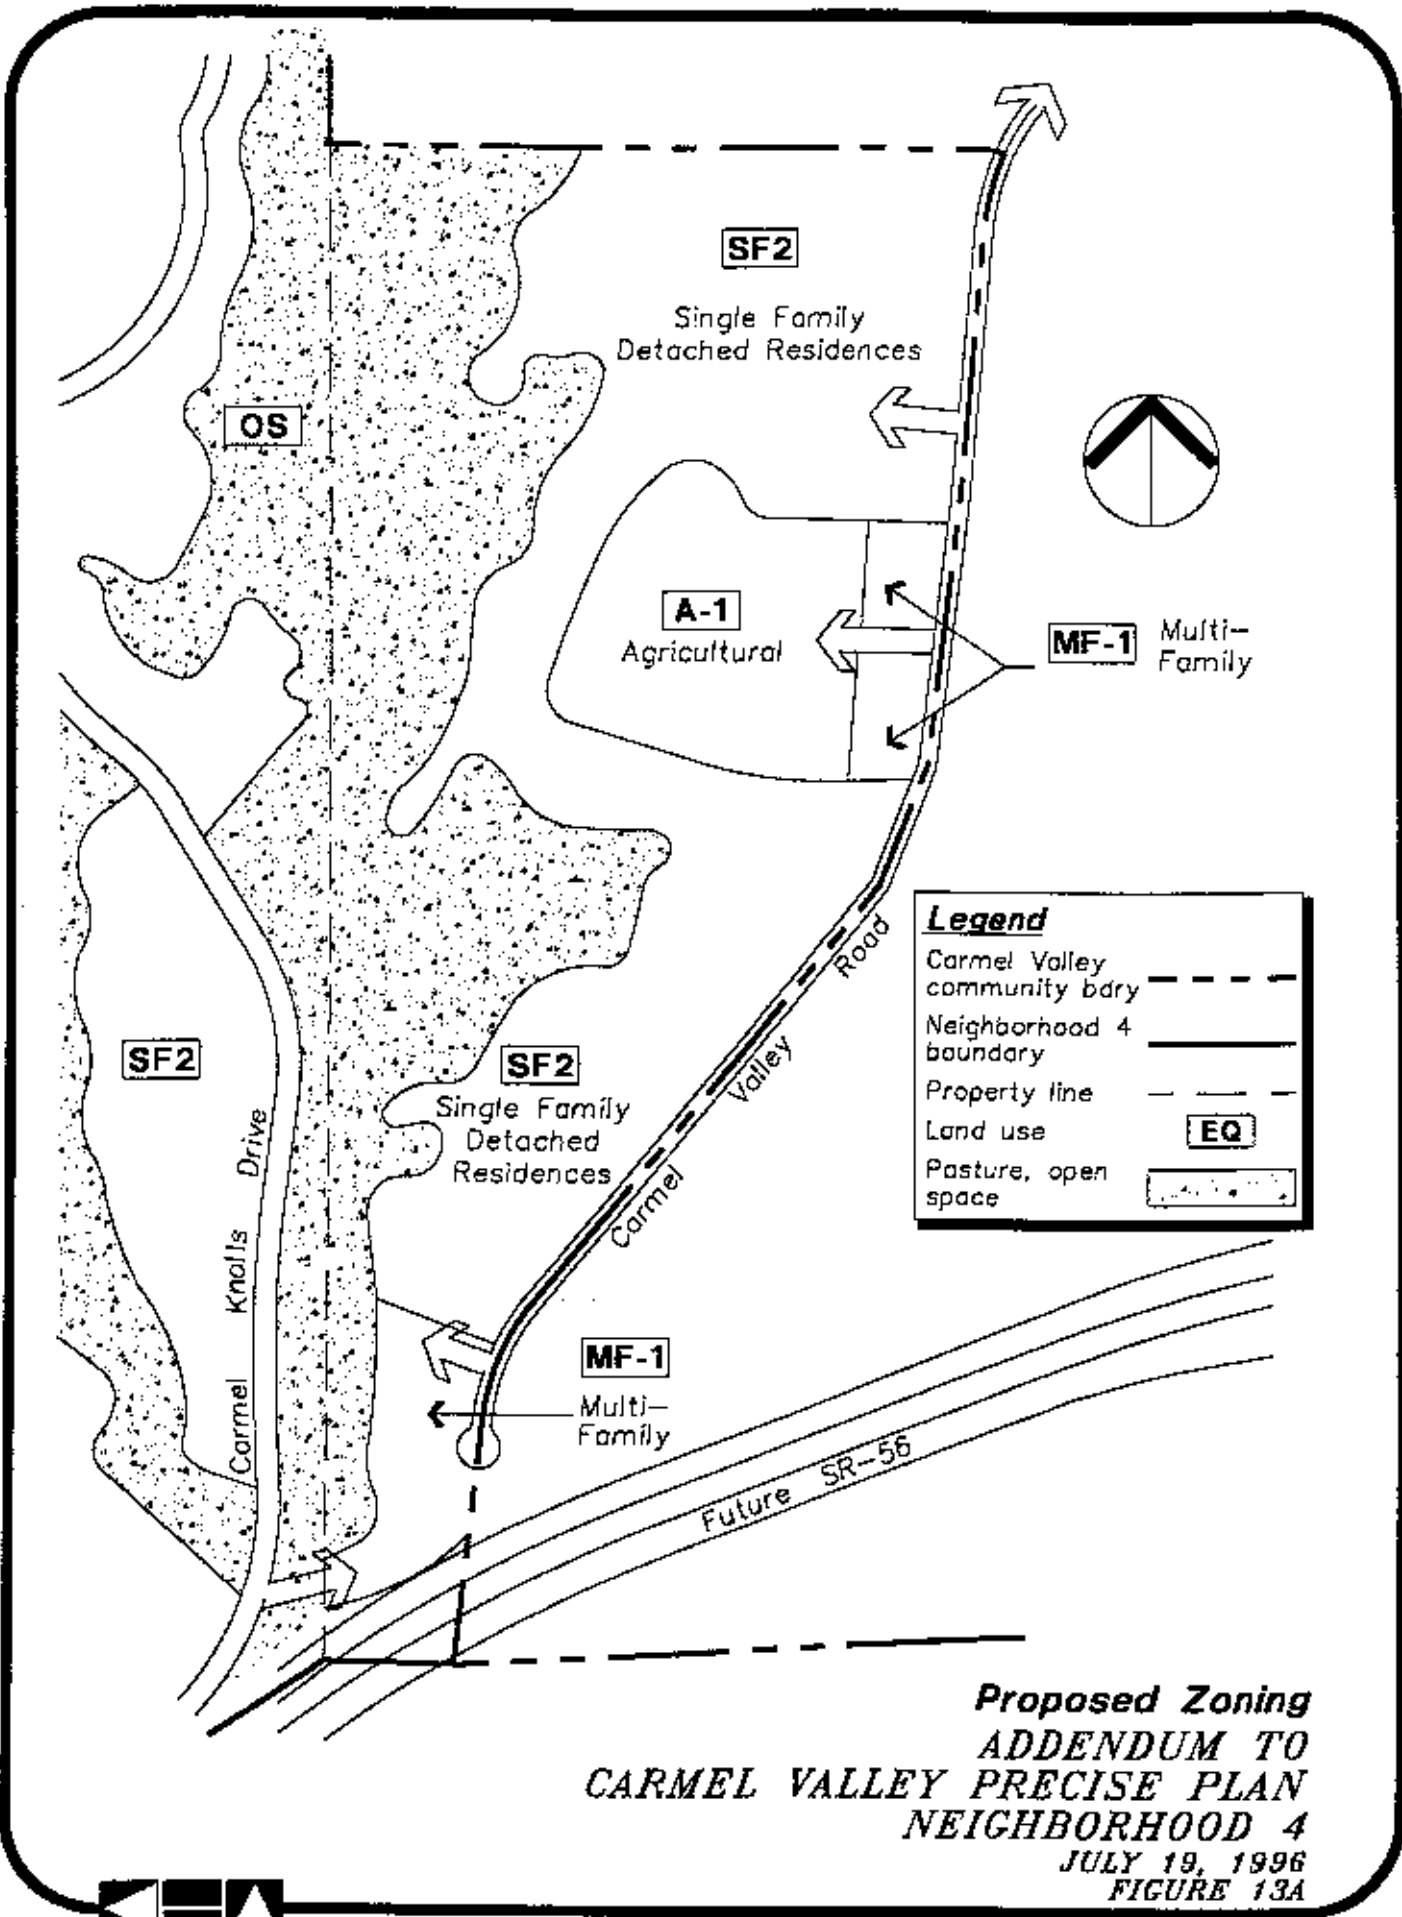 SF2
Single Family
Detached Residences
OS
A-1
Agricultural
MF-1
Multi-
Family
Carmel Valley Road
Legend
Carmel Valley
community bdry
Neighborhood 4
boundary
Property line
Land use
EQ
Pasture, open
space
SF2
SF2
Single Family
Detached
Residences
Carmel Knolls Drive
MF-1
Multi-
Family
Future SR-56
Proposed Zoning
ADDENDUM TO
CARMEL VALLEY PRECISE PLAN
NEIGHBORHOOD 4
JULY 19, 1996
FIGURE 13A